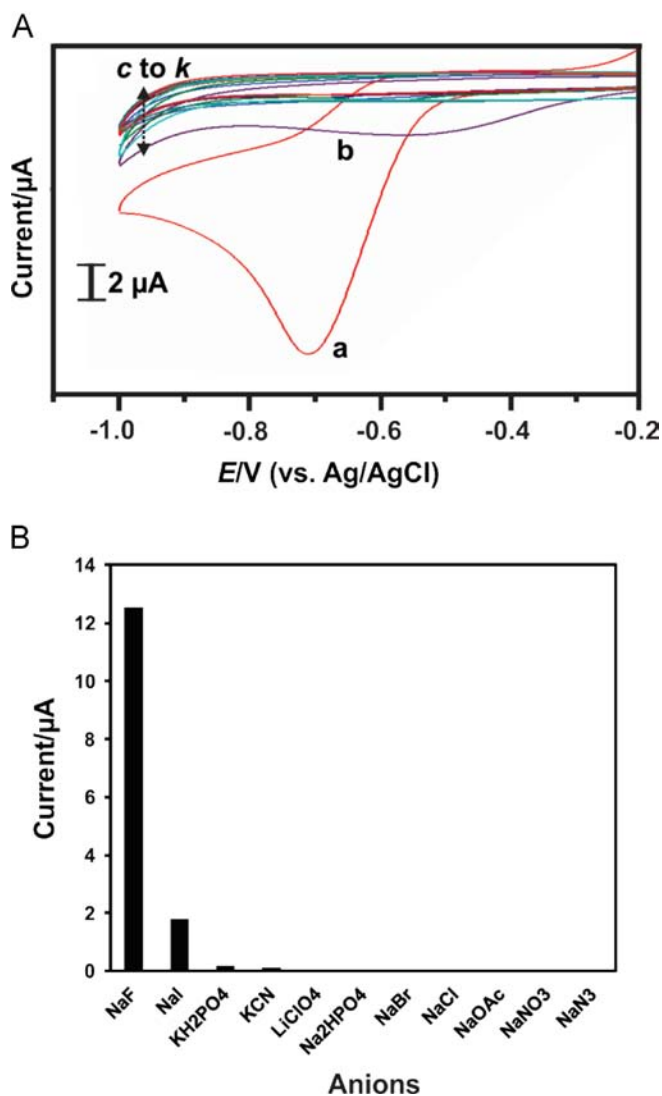 A
c to k
b
Current/µA
2 µA
a
-1.0 -0.8 -0.6 -0.4 -0.2
E/V (vs. Ag/AgCl)
B
14
12
10
8
6
4
2
0
Current/µA
NaF NaI KH2PO4 KCN LiClO4 Na2HPO4 NaBr NaCl NaOAc NaNO3 NaN3
Anions